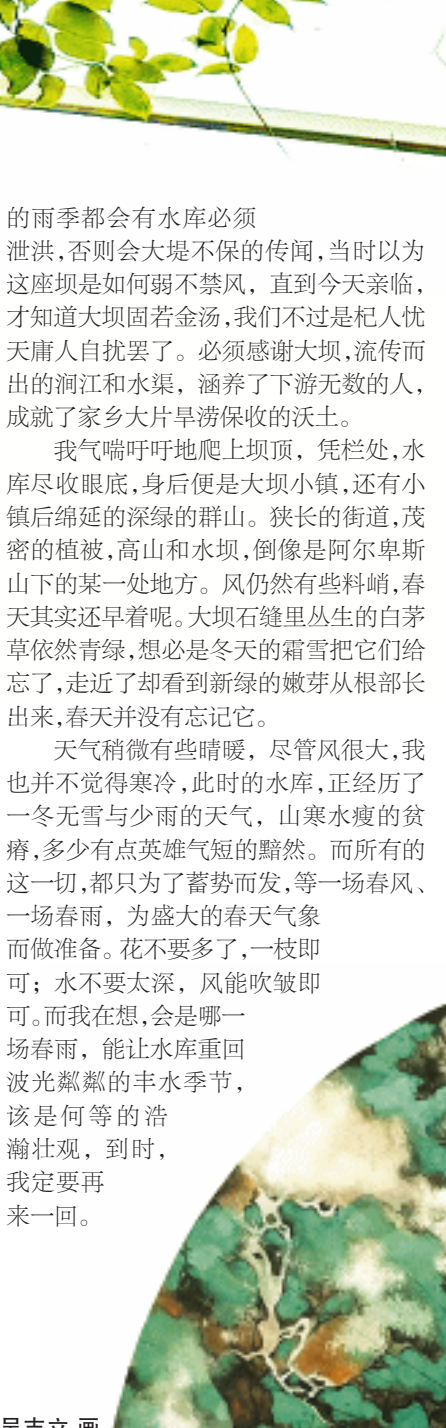 的雨季都会有水库必须
泄洪,否则会大堤不保的传闻,当时以为
这座坝是如何弱不禁风，直到今天亲临,
才知道大坝固若金汤,我们不过是杞人忧
天庸人自扰罢了。必须感谢大坝,流传而
出的涧江和水渠，涵养了下游无数的人,
成就了家乡大片旱涝保收的沃土。
我气喘吁吁地爬上坝顶，凭栏处,水
库尽收眼底,身后便是大坝小镇,还有小
镇后绵延的深绿的群山。狭长的街道,茂
密的植被,高山和水坝,倒像是阿尔卑斯
山下的某一处地方。风仍然有些料峭,春
天其实还早着呢。大坝石缝里丛生的白茅
草依然青绿,想必是冬天的霜雪把它们给
忘了,走近了却看到新绿的嫩芽从根部长
出来,春天并没有忘记它。
天气稍微有些晴暖，尽管风很大,我
也并不觉得寒冷,此时的水库,正经历了
一冬无雪与少雨的天气，山寒水瘦的贫
瘠,多少有点英雄气短的黯然。而所有的
这一切,都只为了蓄势而发,等一场春风、
一场春雨，为盛大的春天气象
而做准备。花不要多了,一枝即
可；水不要太深，风能吹皱即
可。而我在想,会是哪一
场春雨，能让水库重回
波光粼粼的丰水季节,
该是何等的浩
瀚壮观，到时,
我定要再
来一回。